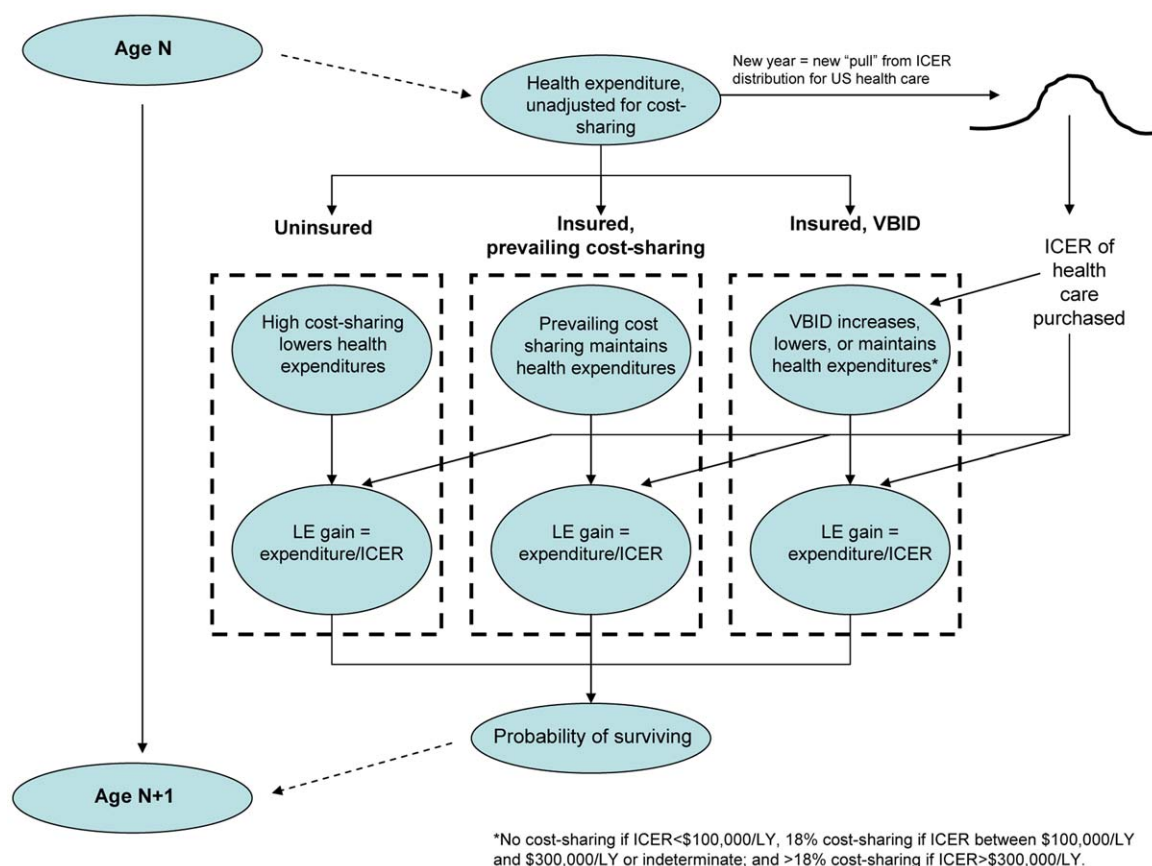 Age N
Health expenditure,
unadjusted for cost-
sharing
New year = new “pull” from ICER
distribution for US health care
Uninsured
Insured,
prevailing cost-sharing
Insured, VBID
ICER of
health
care
purchased
High cost-sharing
lowers health
expenditures
Prevailing cost
sharing maintains
health expenditures
VBID increases,
lowers, or maintains
health expenditures*
LE gain =
expenditure/ICER
LE gain =
expenditure/ICER
LE gain =
expenditure/ICER
Probability of surviving
Age N+1
*No cost-sharing if ICER<$100,000/LY, 18% cost-sharing if ICER between $100,000/LY
and $300,000/LY or indeterminate; and >18% cost-sharing if ICER>$300,000/LY.